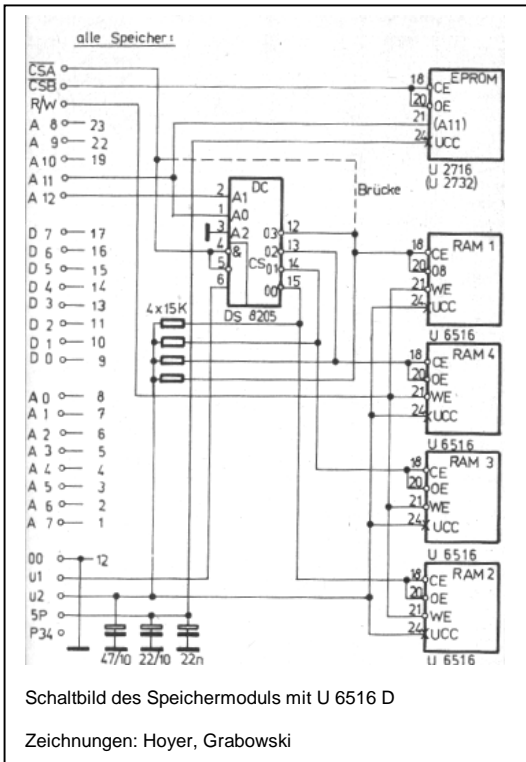 alle Speicher:
CSA
CSB
R/W
A 8 23
A 9 22
A10 19
A 11
A 12
D 7 17
D 6 16
D 5 15
D 4 14
D 3 13
D 2 11
D 1 10
D 0 9
A 0 8
A 1 7
A 2 6
A 3 5
A 4 4
A 5 3
A 6 2
A 7 1
00 12
U1
U2
5P
P34
47/10 22/10 22n
4x15K
2 A1 DC
1 A0
3 A2 03 12
4 & 02 13
5 CS 01 14
6 00 15
DS 8205
Brücke
18 CE EPROM
20 OE
21 (A11)
24 UCC
U 2716
(U 2732)
18 CE RAM 1
20 08
21 WE
24 UCC
U 6516
18 CE RAM 4
20 OE
21 WE
24 UCC
U 6516
18 CE RAM 3
20 OE
21 WE
24 UCC
U 6516
18 CE RAM 2
20 OE
21 WE
24 UCC
U 6516
Schaltbild des Speichermoduls mit U 6516 D
Zeichnungen: Hoyer, Grabowski